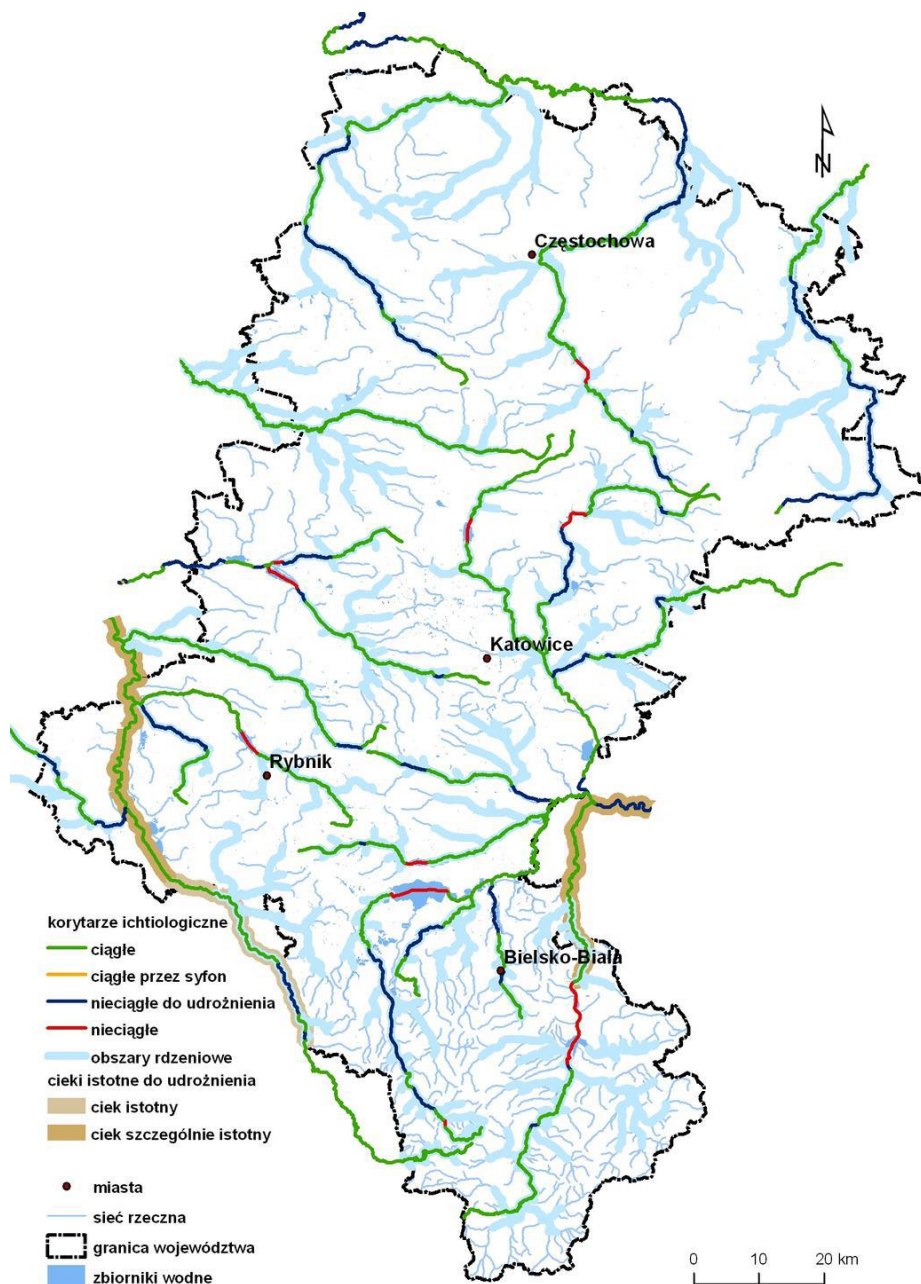 N
Częstochowa
Katowice
Rybnik
Bielsko-Biała
korytarze ichtiologiczne
ciągłe
ciągłe przez syfon
nieciągłe do udrożnienia
nieciągłe
obszary rdzeniowe
cieki istotne do udrożnienia
ciek istotny
ciek szczególnie istotny
miasta
sieć rzeczna
granica województwa
zbiorniki wodne
0 10 20 km